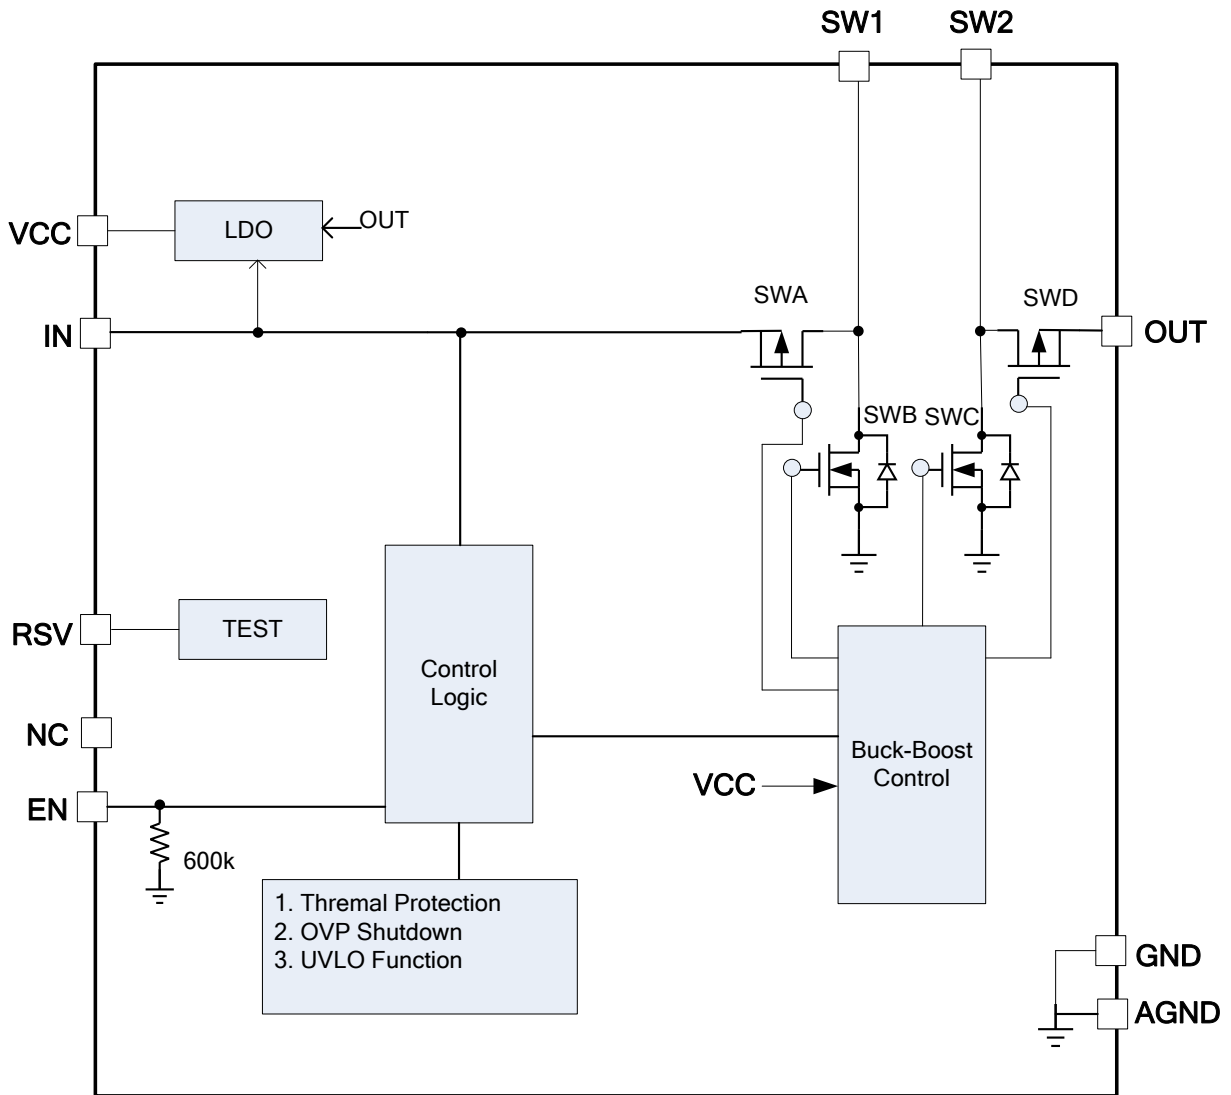 SW1 SW2
VCC
LDO
OUT
IN
SWA
SWD
OUT
SWB SWC
RSV
TEST
Control
Logic
NC
Buck-Boost
Control
VCC
EN
600k
1. Thremal Protection
2. OVP Shutdown
3. UVLO Function
GND
AGND